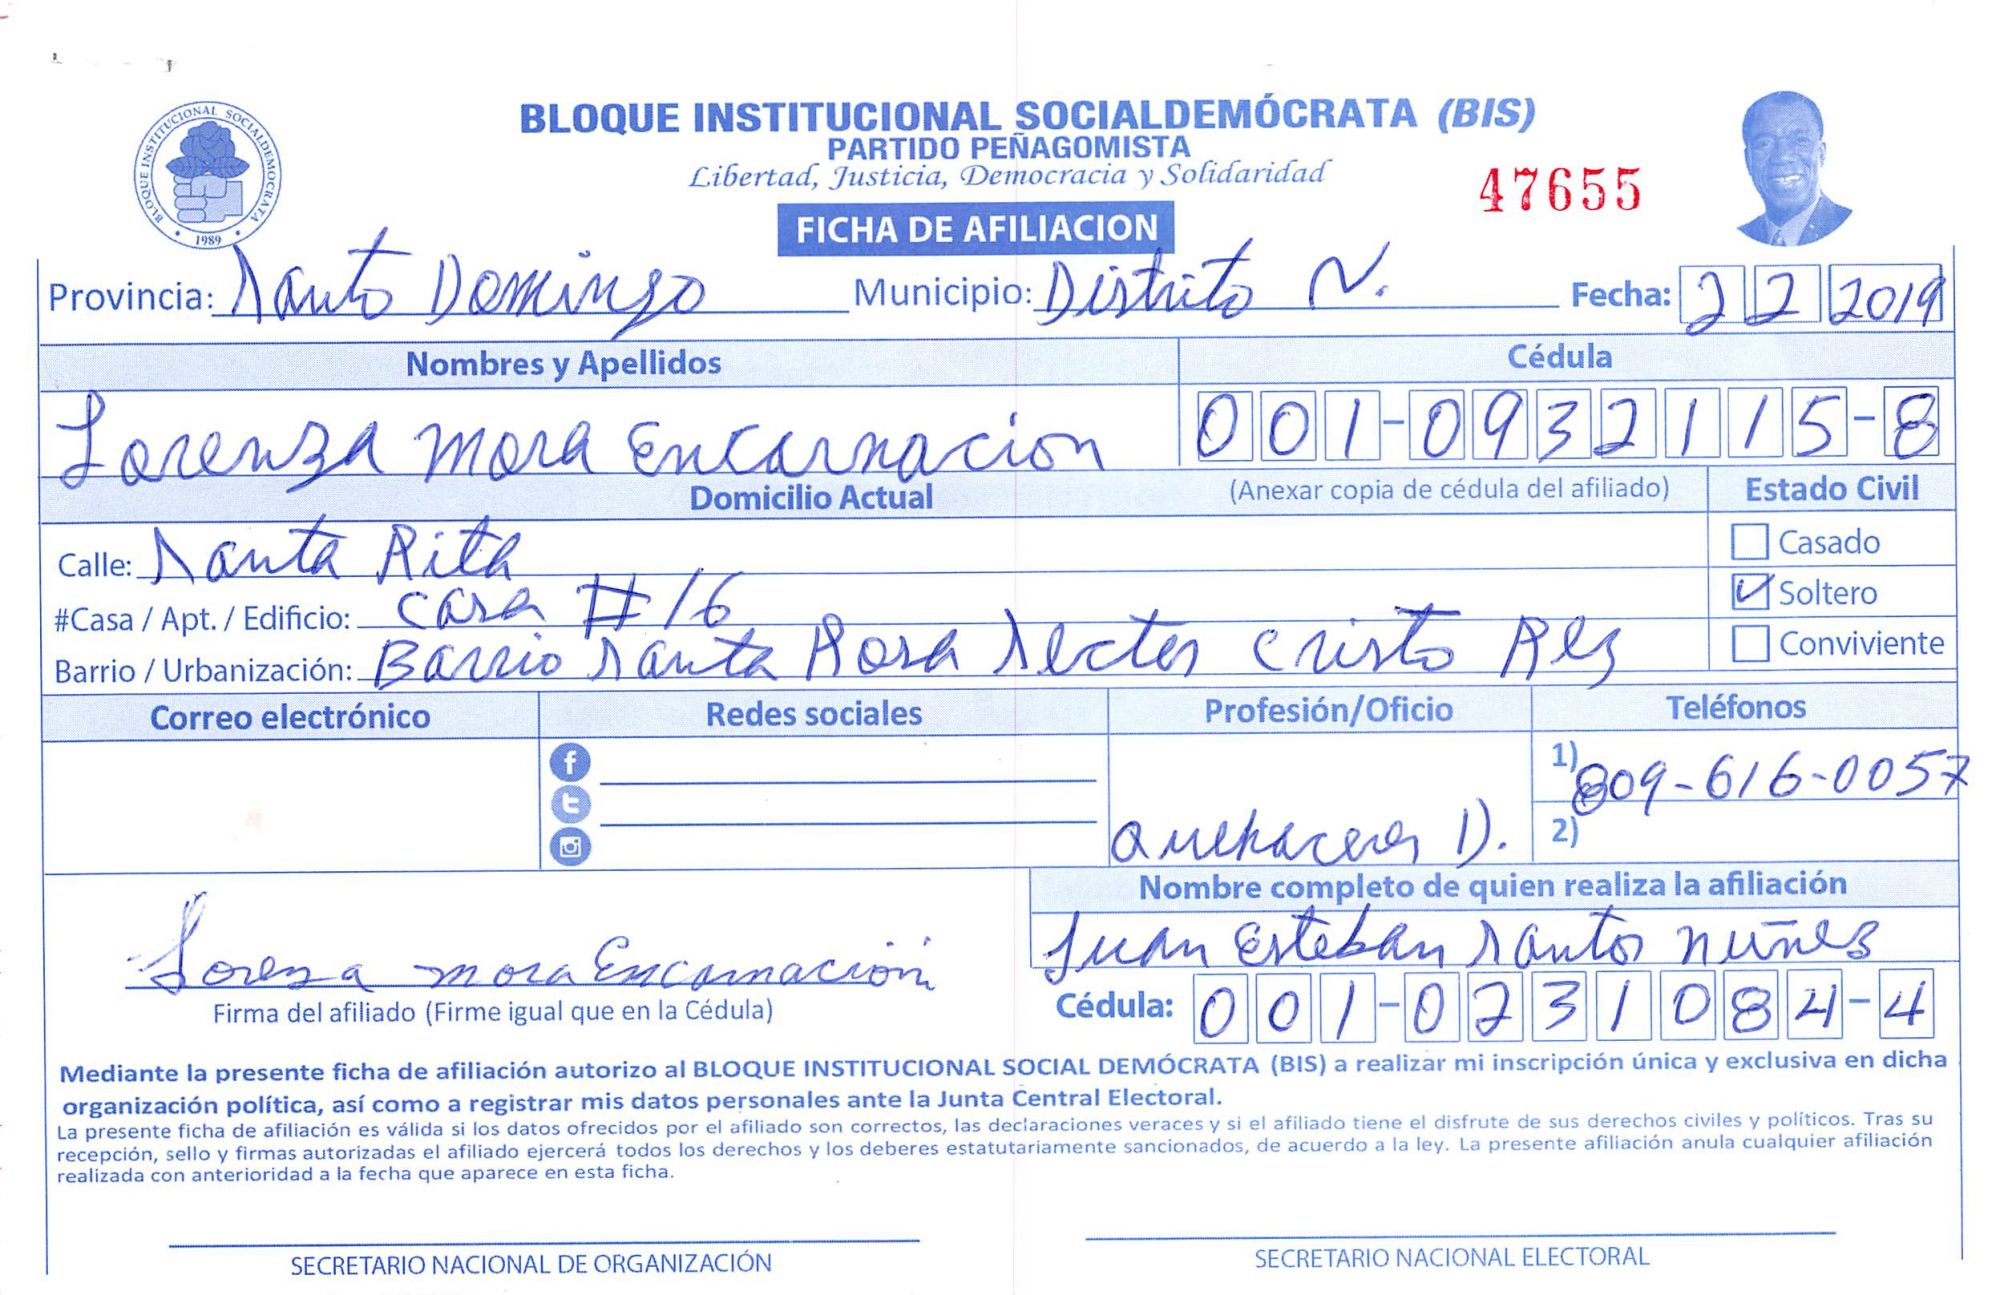 BLOQUE INSTITUCIONAL SOCIALDEMÓCRATA (BIS)
PARTIDO PEÑAGOMISTA
Libertad, Justicia, Democracia y Solidaridad
47655
BLOQUE INSTITUCIONAL SOCIALDEMOCRATA
1989
FICHA DE AFILIACION
Provincia: Santo Domingo Municipio: Distrito N. Fecha: 2 2 2019
Nombres y Apellidos Cédula
Lorenza Mora Encarnacion 001-0932115-8
Domicilio Actual (Anexar copia de cédula del afiliado) Estado Civil
Calle: Santa Rita Casado
#Casa / Apt. / Edificio: Casa #16 Soltero
Barrio / Urbanización: Barrio Santa Rosa Sector Cristo Rey Conviviente
Correo electrónico Redes sociales Profesión/Oficio Teléfonos
1) 809-616-0057
Quehaceres D. 2)
Nombre completo de quien realiza la afiliación
Juan Esteban Santos Nuñez
Lorenza mora Encarnación
Firma del afiliado (Firme igual que en la Cédula) Cédula: 001-0231084-4
Mediante la presente ficha de afiliación autorizo al BLOQUE INSTITUCIONAL SOCIAL DEMÓCRATA (BIS) a realizar mi inscripción única y exclusiva en dicha
organización política, así como a registrar mis datos personales ante la Junta Central Electoral.
La presente ficha de afiliación es válida si los datos ofrecidos por el afiliado son correctos, las declaraciones veraces y si el afiliado tiene el disfrute de sus derechos civiles y políticos. Tras su
recepción, sello y firmas autorizadas el afiliado ejercerá todos los derechos y los deberes estatutariamente sancionados, de acuerdo a la ley. La presente afiliación anula cualquier afiliación
realizada con anterioridad a la fecha que aparece en esta ficha.
SECRETARIO NACIONAL DE ORGANIZACIÓN SECRETARIO NACIONAL ELECTORAL